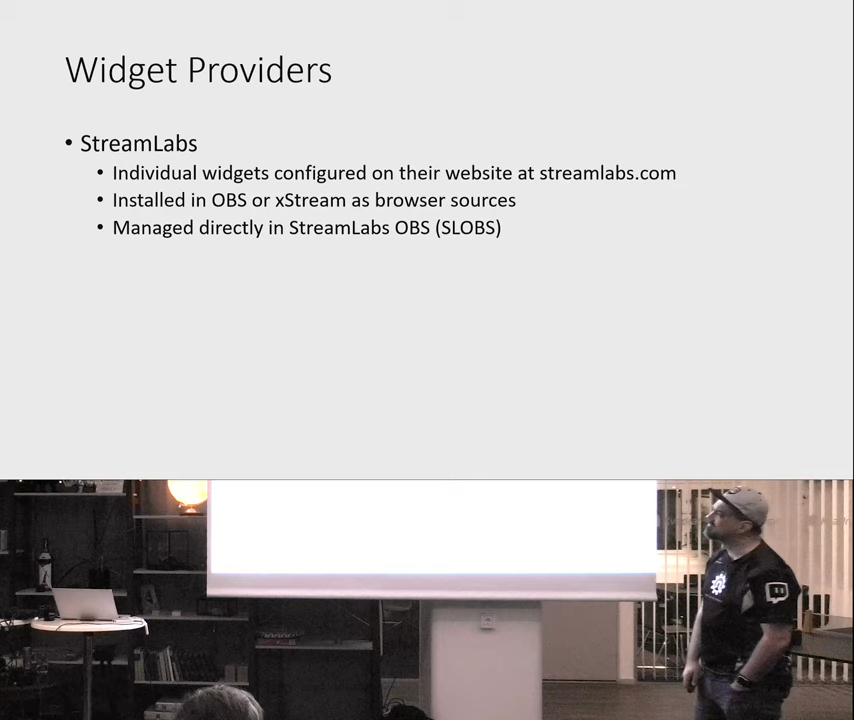 Widget Providers
• StreamLabs
• Individual widgets configured on their website at streamlabs.com
• Installed in OBS or xStream as browser sources
• Managed directly in StreamLabs OBS (SLOBS)